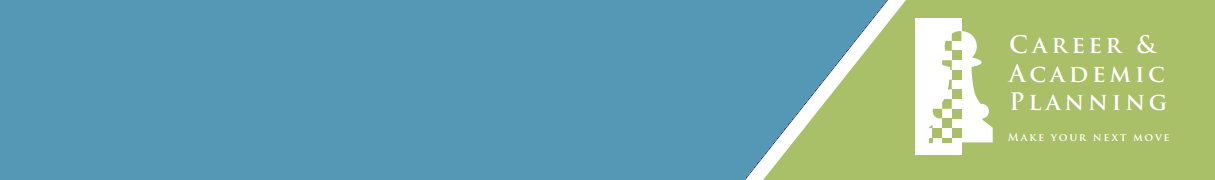 Career &
Academic
Planning
Make your next move